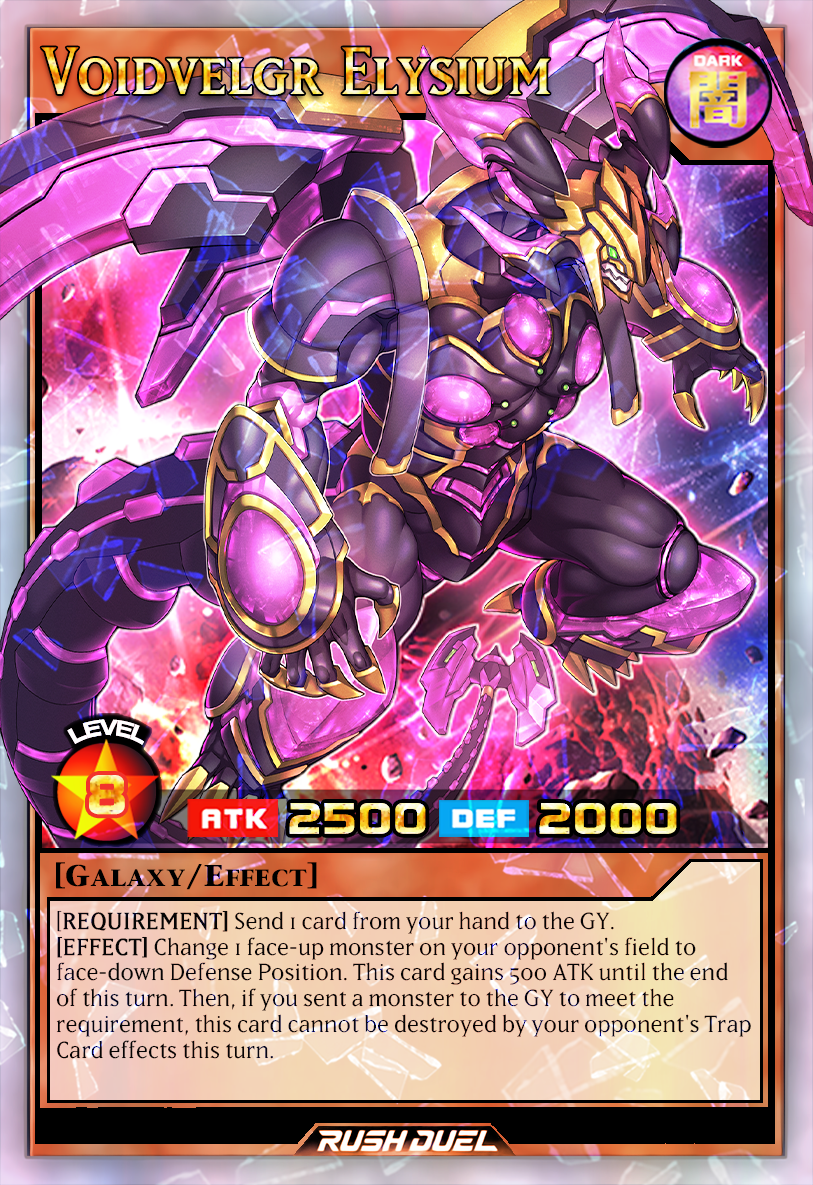 Voidvelgr Elysium
DARK
闇
LEVEL
8
ATK 2500 DEF 2000
[Galaxy/Effect]
[REQUIREMENT] Send 1 card from your hand to the GY.
[EFFECT] Change 1 face-up monster on your opponent's field to
face-down Defense Position. This card gains 500 ATK until the end
of this turn. Then, if you sent a monster to the GY to meet the
requirement, this card cannot be destroyed by your opponent's Trap
Card effects this turn.
RUSH DUEL